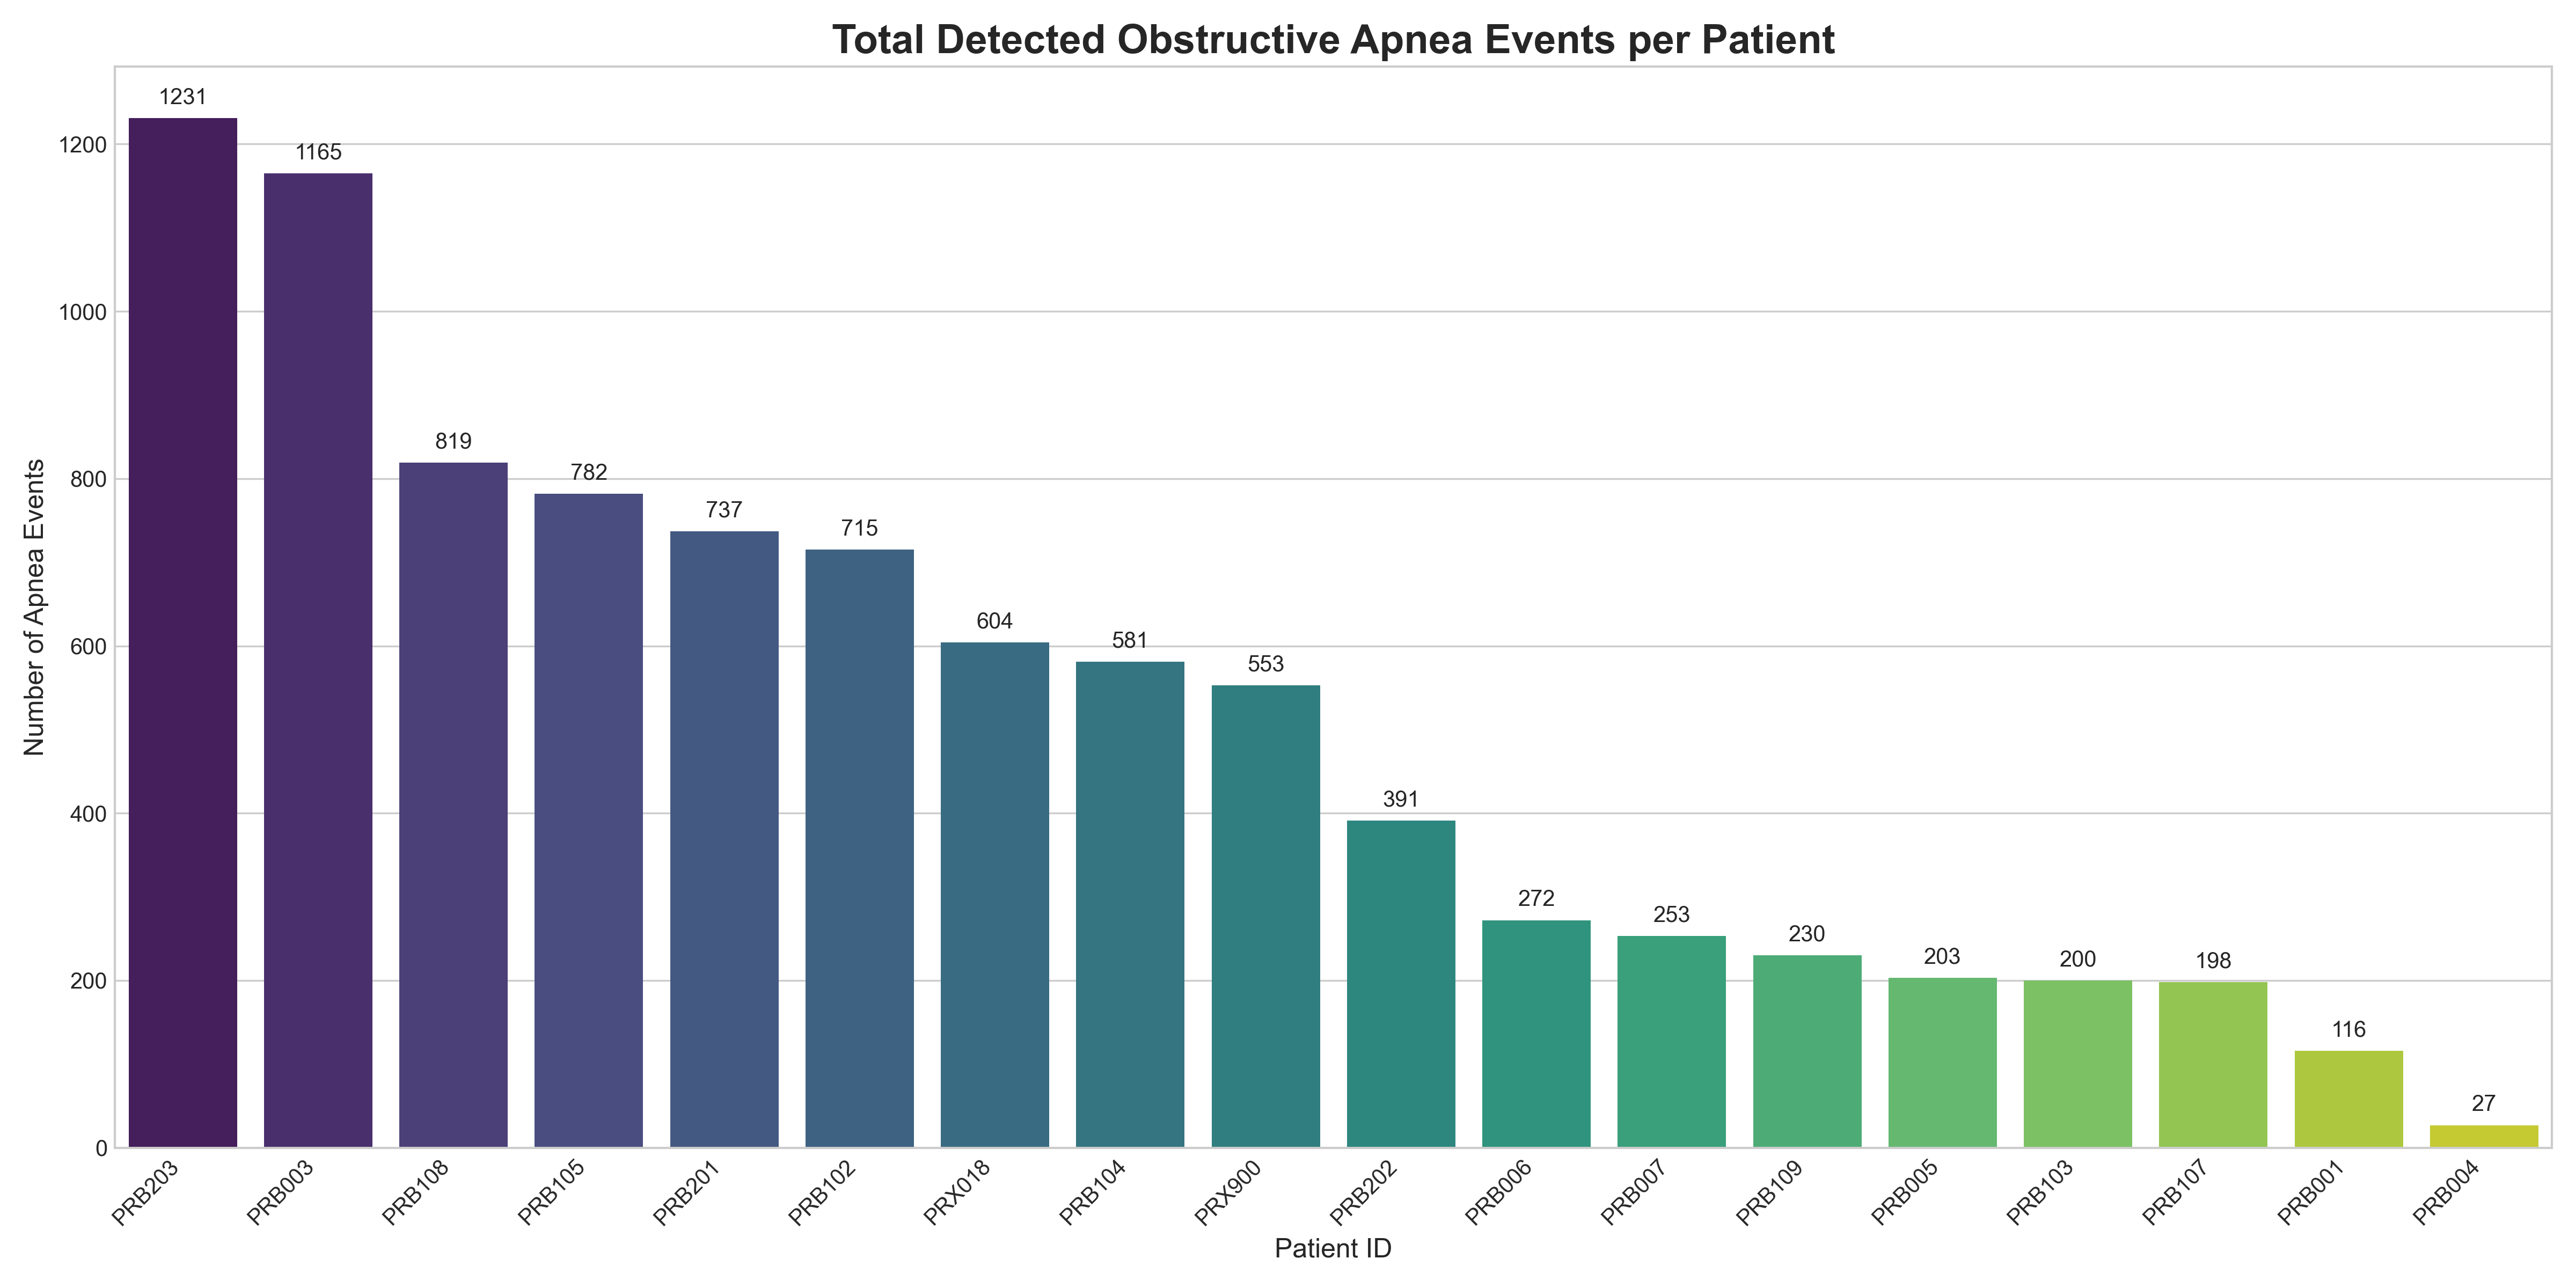 Total Detected Obstructive Apnea Events per Patient
Number of Apnea Events
1200
1000
800
600
400
200
0
1231
1165
819
782
737
715
604
581
553
391
272
253
230
203
200
198
116
27
PRB203
PRB003
PRB108
PRB105
PRB201
PRB102
PRX018
PRB104
PRX900
PRB202
PRB006
PRB007
PRB109
PRB005
PRB103
PRB107
PRB001
PRB004
Patient ID